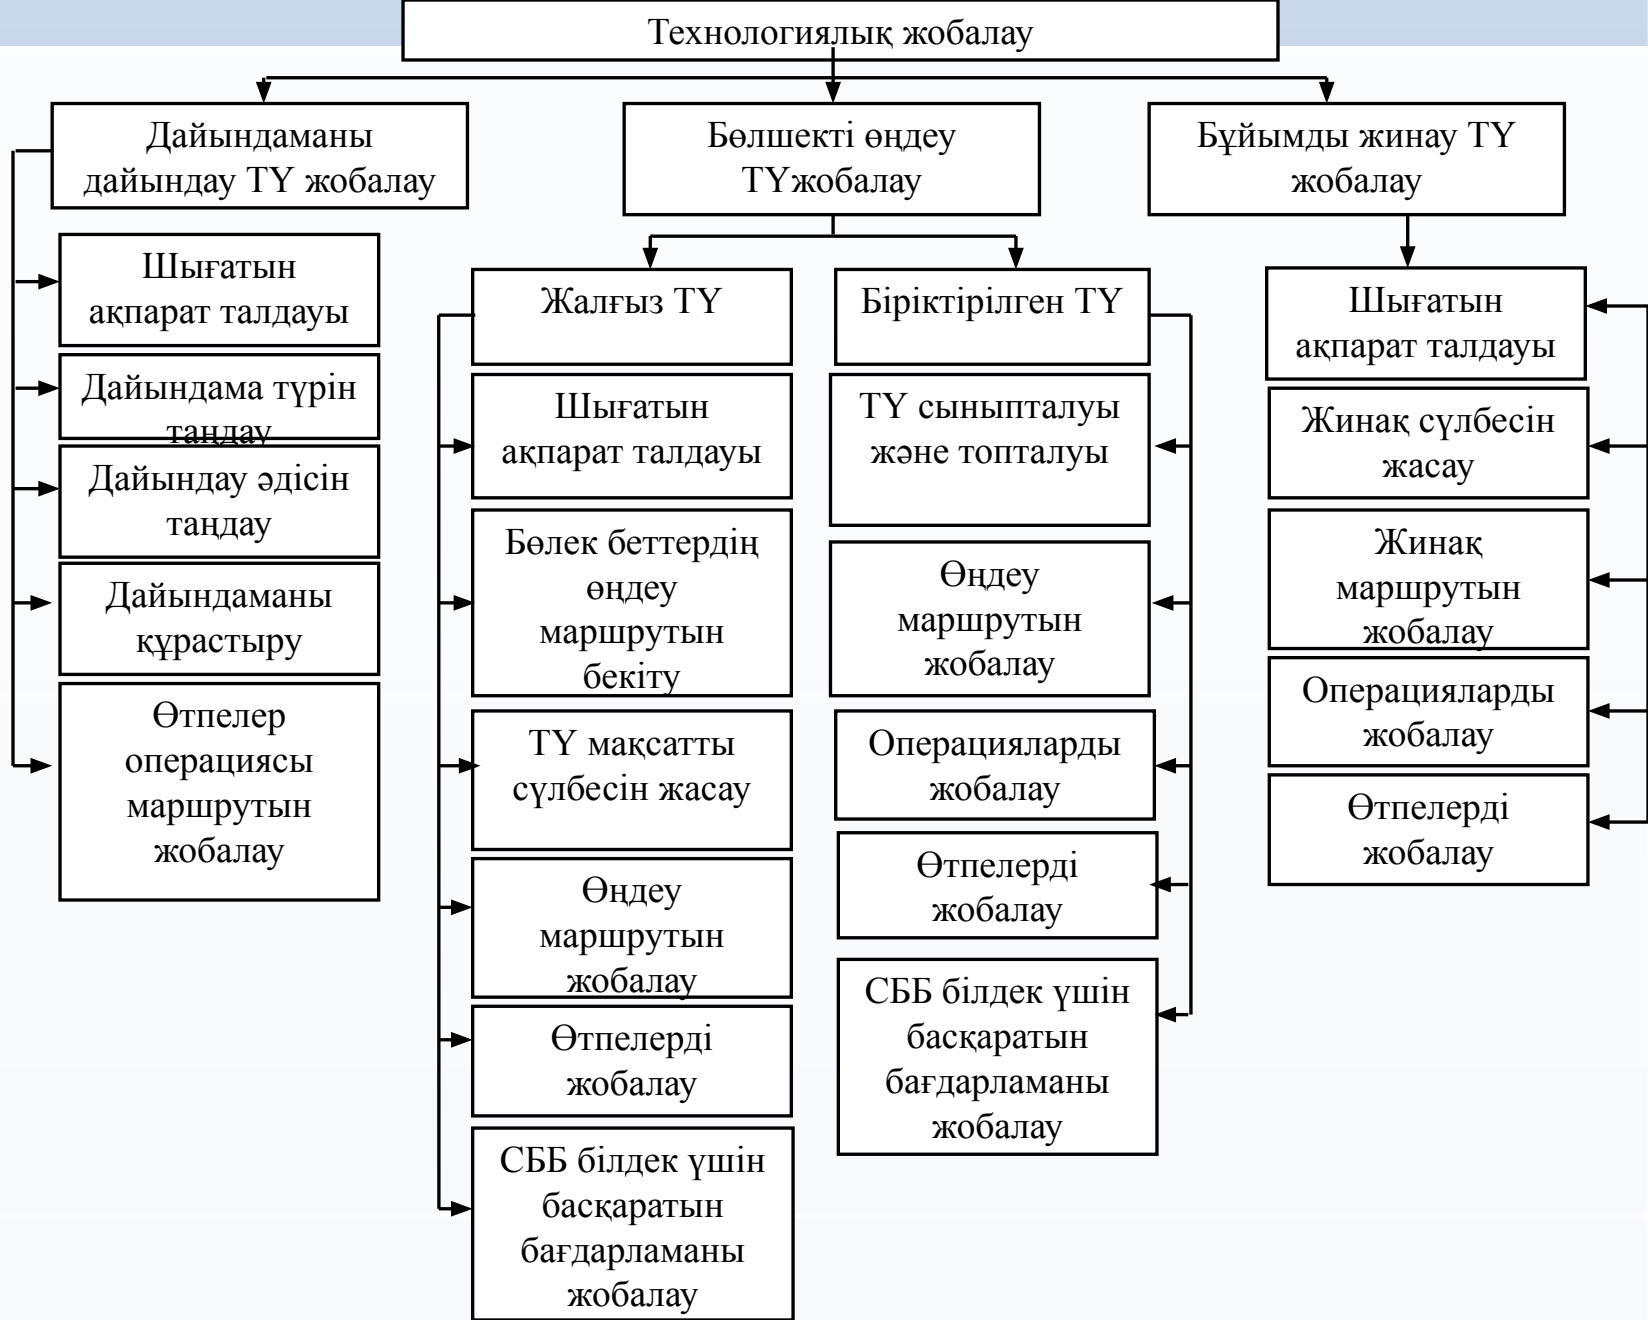 Технологиялық жобалау
Дайындаманы
дайындау ТҮ жобалау
Бөлшекті өңдеу
ТҮжобалау
Бұйымды жинау ТҮ
жобалау
Шығатын
ақпарат талдауы
Дайындама түрін
таңдау
Дайындау әдісін
таңдау
Дайындаманы
құрастыру
Өтпелер
операциясы
маршрутын
жобалау
Жалғыз ТҮ
Шығатын
ақпарат талдауы
Бөлек беттердің
өңдеу
маршрутын
бекіту
ТҮ мақсатты
сүлбесін жасау
Өңдеу
маршрутын
жобалау
Өтпелерді
жобалау
СББ білдек үшін
басқаратын
бағдарламаны
жобалау
Біріктірілген ТҮ
ТҮ сыныпталуы
және топталуы
Өңдеу
маршрутын
жобалау
Операцияларды
жобалау
Өтпелерді
жобалау
СББ білдек үшін
басқаратын
бағдарламаны
жобалау
Шығатын
ақпарат талдауы
Жинақ сүлбесін
жасау
Жинақ
маршрутын
жобалау
Операцияларды
жобалау
Өтпелерді
жобалау